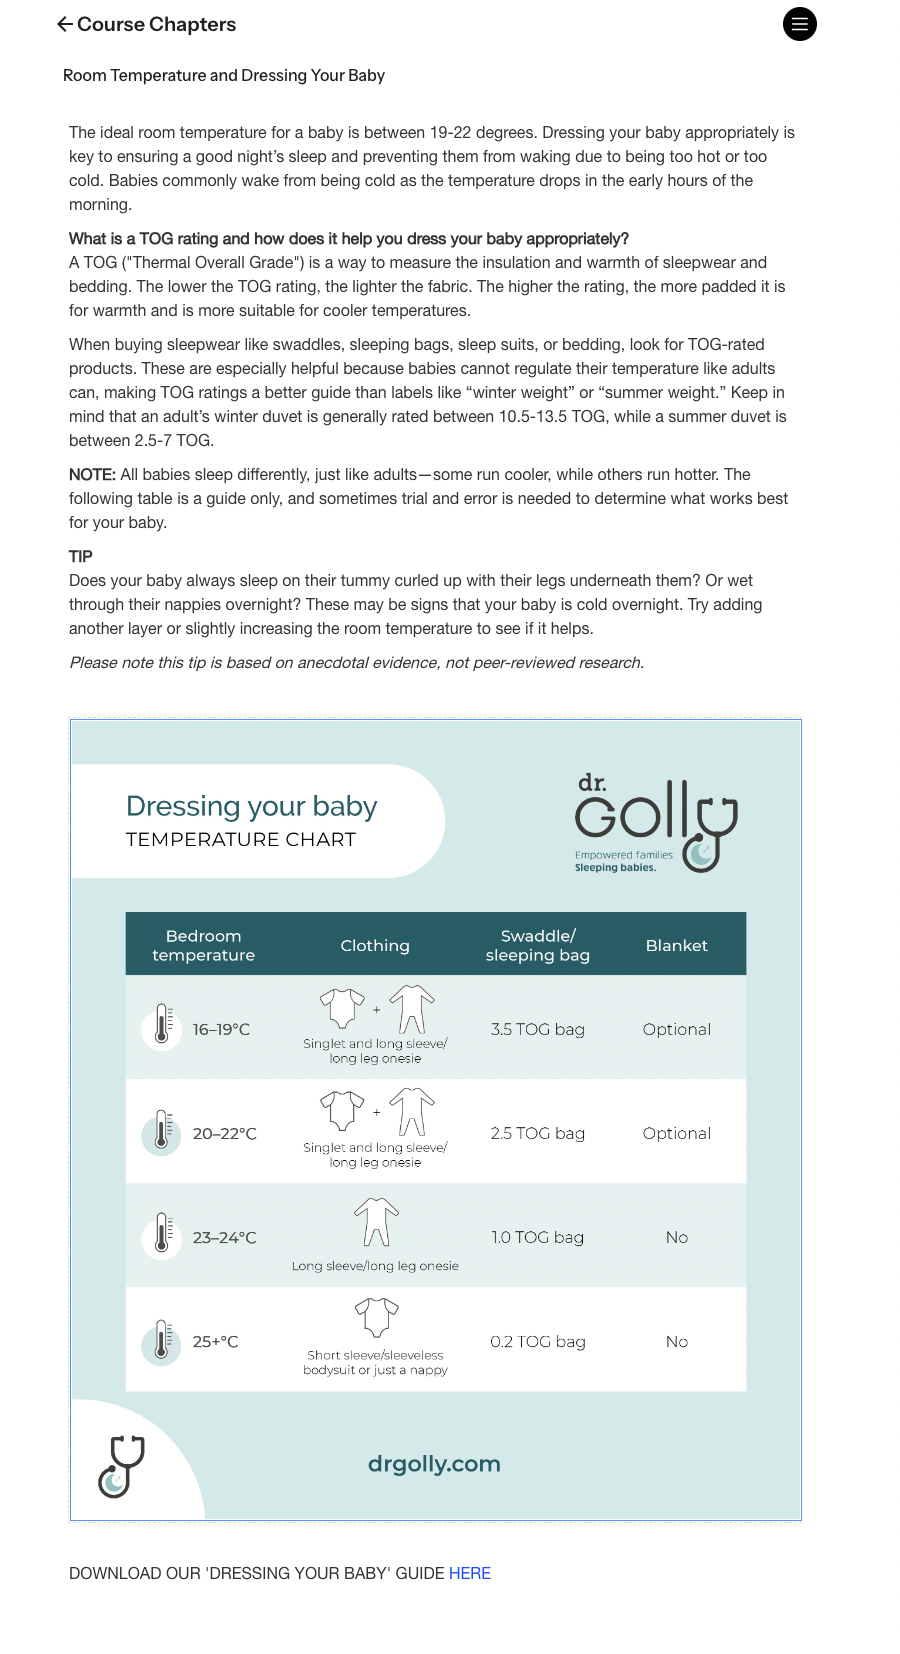 Course Chapters
Room Temperature and Dressing Your Baby
The ideal room temperature for a baby is between 19-22 degrees. Dressing your baby appropriately is
key to ensuring a good night’s sleep and preventing them from waking due to being too hot or too
cold. Babies commonly wake from being cold as the temperature drops in the early hours of the
morning.
What is a TOG rating and how does it help you dress your baby appropriately?
A TOG ("Thermal Overall Grade") is a way to measure the insulation and warmth of sleepwear and
bedding. The lower the TOG rating, the lighter the fabric. The higher the rating, the more padded it is
for warmth and is more suitable for cooler temperatures.
When buying sleepwear like swaddles, sleeping bags, sleep suits, or bedding, look for TOG-rated
products. These are especially helpful because babies cannot regulate their temperature like adults
can, making TOG ratings a better guide than labels like “winter weight” or “summer weight.” Keep in
mind that an adult’s winter duvet is generally rated between 10.5-13.5 TOG, while a summer duvet is
between 2.5-7 TOG.
NOTE: All babies sleep differently, just like adults—some run cooler, while others run hotter. The
following table is a guide only, and sometimes trial and error is needed to determine what works best
for your baby.
TIP
Does your baby always sleep on their tummy curled up with their legs underneath them? Or wet
through their nappies overnight? These may be signs that your baby is cold overnight. Try adding
another layer or slightly increasing the room temperature to see if it helps.
Please note this tip is based on anecdotal evidence, not peer-reviewed research.
Dressing your baby
TEMPERATURE CHART
dr.
Golly
Empowered families
Sleeping babies.
Bedroom
temperature
Clothing
Swaddle/
sleeping bag
Blanket
16–19°C
+
Singlet and long sleeve/
long leg onesie
3.5 TOG bag
Optional
20–22°C
+
Singlet and long sleeve/
long leg onesie
2.5 TOG bag
Optional
23–24°C
Long sleeve/long leg onesie
1.0 TOG bag
No
25+°C
Short sleeve/sleeveless
bodysuit or just a nappy
0.2 TOG bag
No
drgolly.com
DOWNLOAD OUR 'DRESSING YOUR BABY' GUIDE HERE